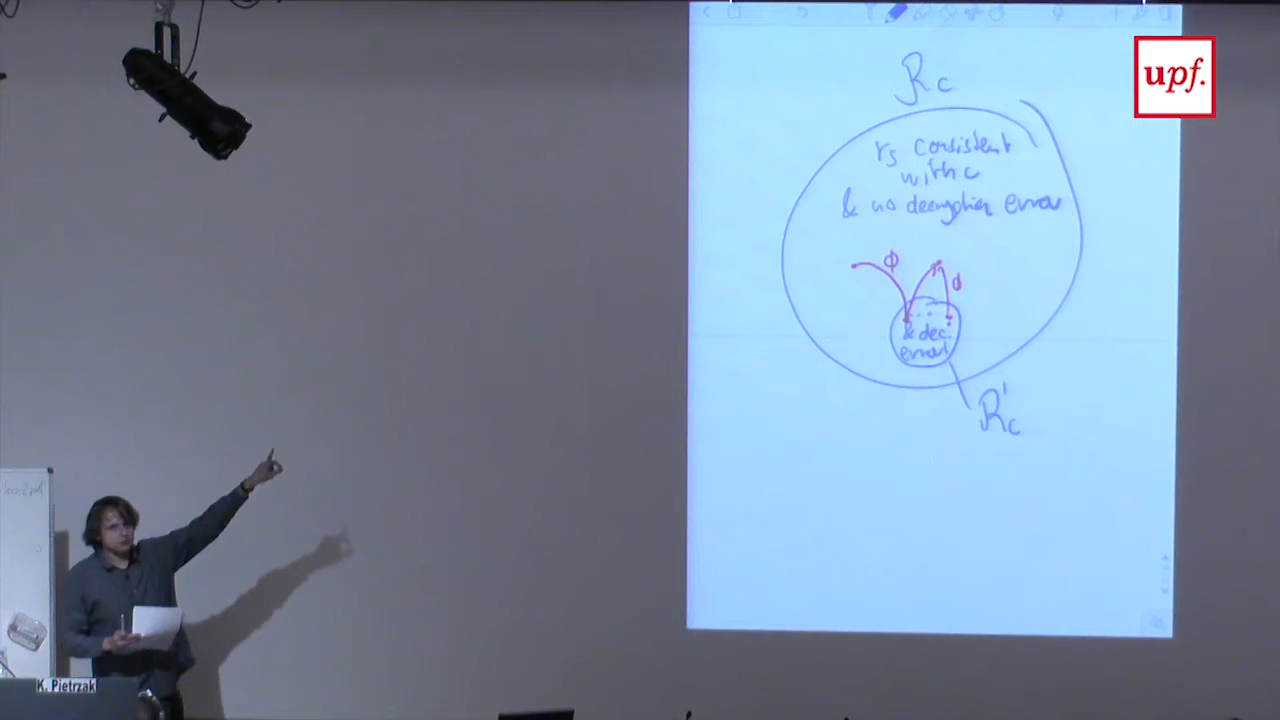 upf.
R_c
rs consistent
with c
& no decryption error
ϕ
ϕ
& dec.
error
R'_c
K. Pietrzak